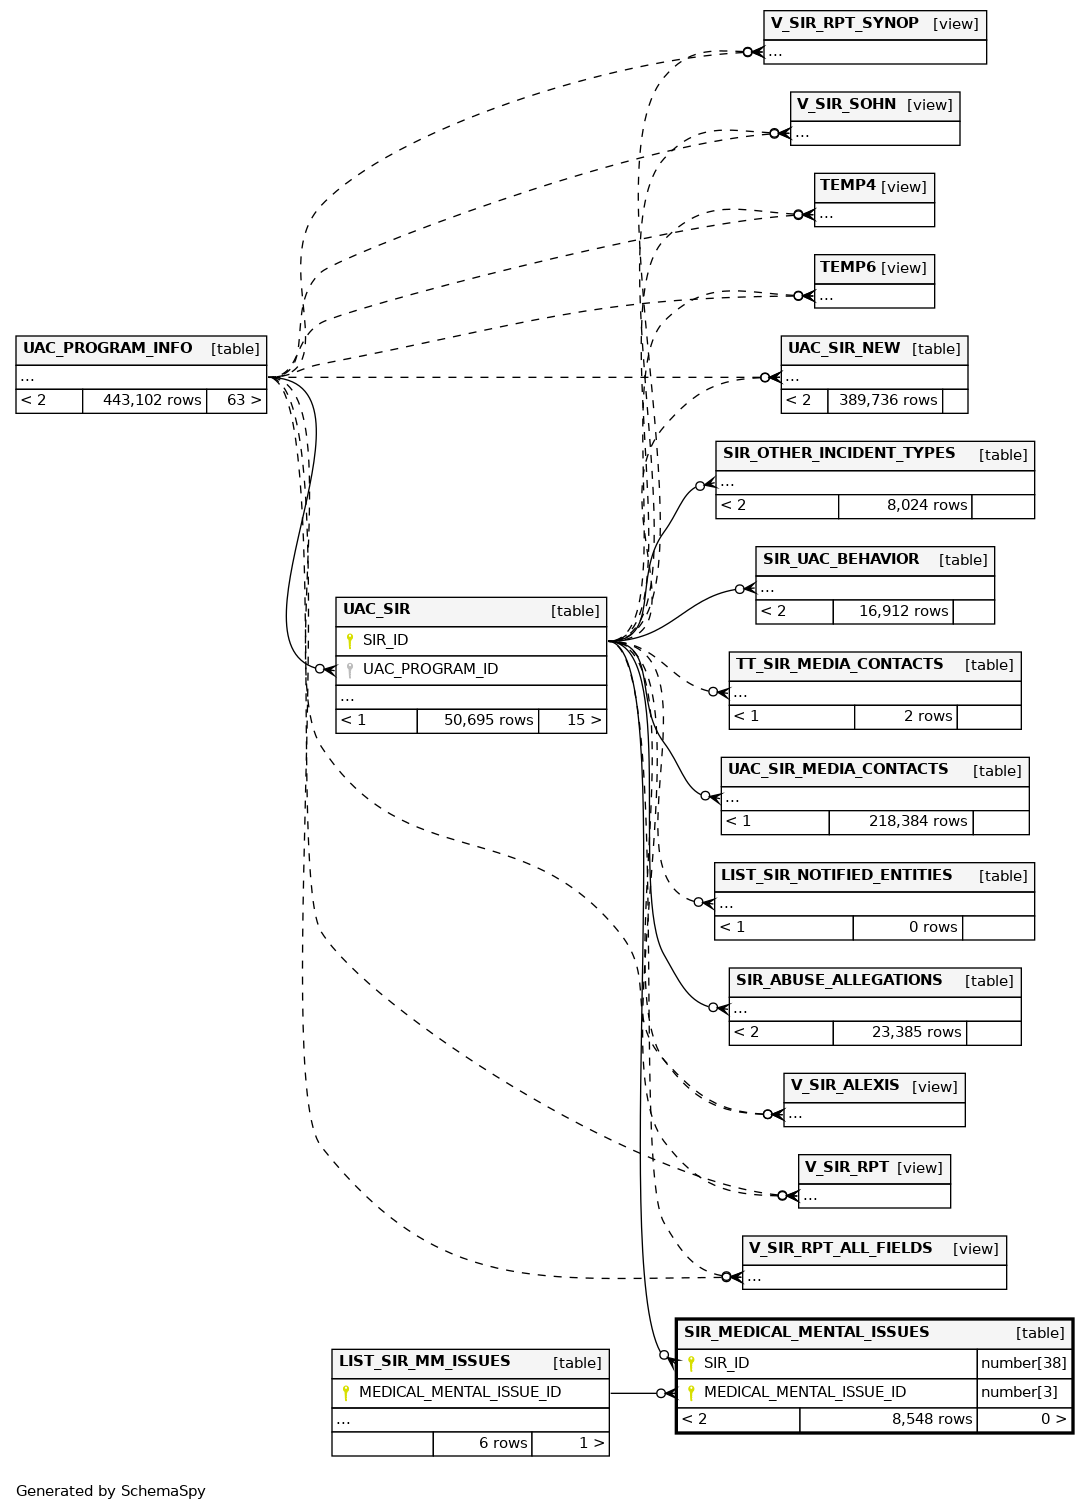 V_SIR_RPT_SYNOP [view]
...
V_SIR_SOHN [view]
...
TEMP4 [view]
...
TEMP6 [view]
...
UAC_PROGRAM_INFO [table]
...
< 2 443,102 rows 63 >
UAC_SIR_NEW [table]
...
< 2 389,736 rows
SIR_OTHER_INCIDENT_TYPES [table]
...
< 2 8,024 rows
SIR_UAC_BEHAVIOR [table]
...
< 2 16,912 rows
UAC_SIR [table]
SIR_ID
UAC_PROGRAM_ID
...
< 1 50,695 rows 15 >
TT_SIR_MEDIA_CONTACTS [table]
...
< 1 2 rows
UAC_SIR_MEDIA_CONTACTS [table]
...
< 1 218,384 rows
LIST_SIR_NOTIFIED_ENTITIES [table]
...
< 1 0 rows
SIR_ABUSE_ALLEGATIONS [table]
...
< 2 23,385 rows
V_SIR_ALEXIS [view]
...
V_SIR_RPT [view]
...
V_SIR_RPT_ALL_FIELDS [view]
...
SIR_MEDICAL_MENTAL_ISSUES [table]
SIR_ID number[38]
MEDICAL_MENTAL_ISSUE_ID number[3]
< 2 8,548 rows 0 >
LIST_SIR_MM_ISSUES [table]
MEDICAL_MENTAL_ISSUE_ID
...
6 rows 1 >
Generated by SchemaSpy